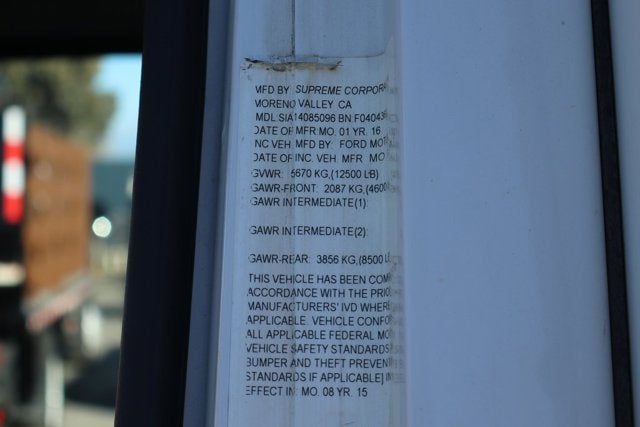 MFD BY: SUPREME CORPORA
MORENO VALLEY CA
MDL SIA14085096 BN F04043
DATE OF MFR MO. 01 YR. 16
INC VEH MFD BY: FORD MOT
DATE OF INC. VEH. MFR MO
GVWR: 5670 KG,(12500 LB)
GAWR-FRONT: 2087 KG,(4600
GAWR INTERMEDIATE(1):
GAWR INTERMEDIATE(2):
GAWR-REAR: 3856 KG,(8500 L
THIS VEHICLE HAS BEEN COM
ACCORDANCE WITH THE PRIO
MANUFACTURERS' IVD WHER
APPLICABLE. VEHICLE CONFO
ALL APPLICABLE FEDERAL MO
VEHICLE SAFETY STANDARDS
BUMPER AND THEFT PREVEN
STANDARDS IF APPLICABLE] IN
EFFECT IN: MO. 08 YR. 15